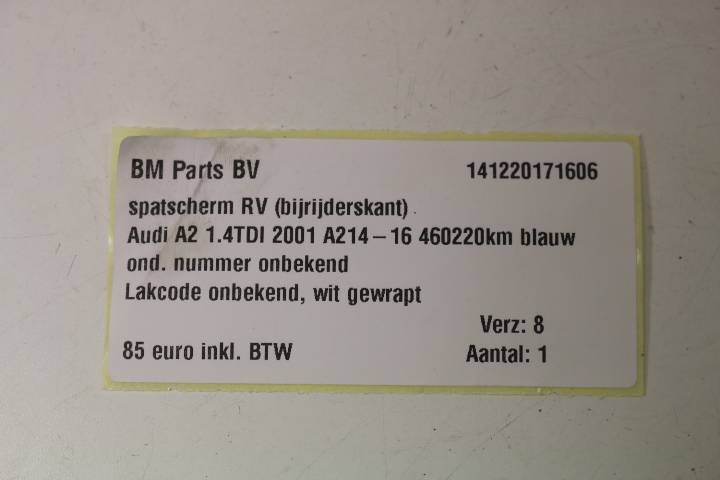 BM Parts BV 141220171606
spatscherm RV (bijrijderskant)
Audi A2 1.4TDI 2001 A214-16 460220km blauw
ond. nummer onbekend
Lakcode onbekend, wit gewrapt
Verz: 8
85 euro inkl. BTW Aantal: 1